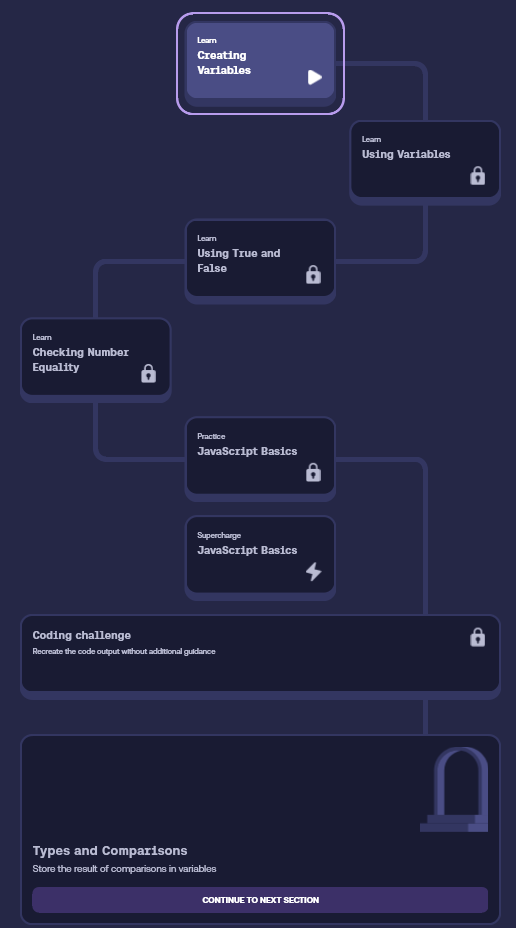 Learn
Creating
Variables
Learn
Using Variables
Learn
Using True and
False
Learn
Checking Number
Equality
Practice
JavaScript Basics
Supercharge
JavaScript Basics
Coding challenge
Recreate the code output without additional guidance
Types and Comparisons
Store the result of comparisons in variables
CONTINUE TO NEXT SECTION